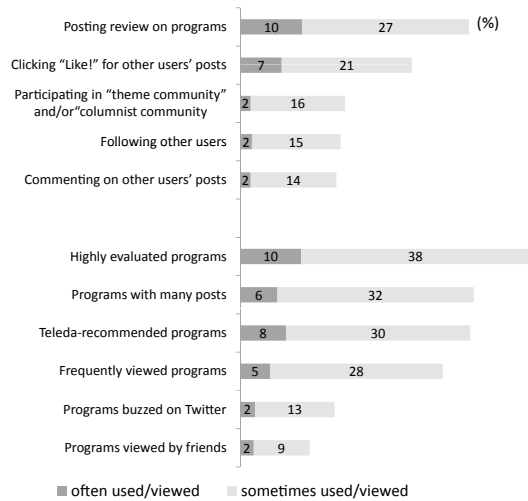 Posting review on programs 10 27 (%)
Clicking “Like!” for other users’ posts 7 21
Participating in “theme community”
and/or“columnist community 2 16
Following other users 2 15
Commenting on other users’ posts 2 14
Highly evaluated programs 10 38
Programs with many posts 6 32
Teleda-recommended programs 8 30
Frequently viewed programs 5 28
Programs buzzed on Twitter 2 13
Programs viewed by friends 2 9
often used/viewed sometimes used/viewed